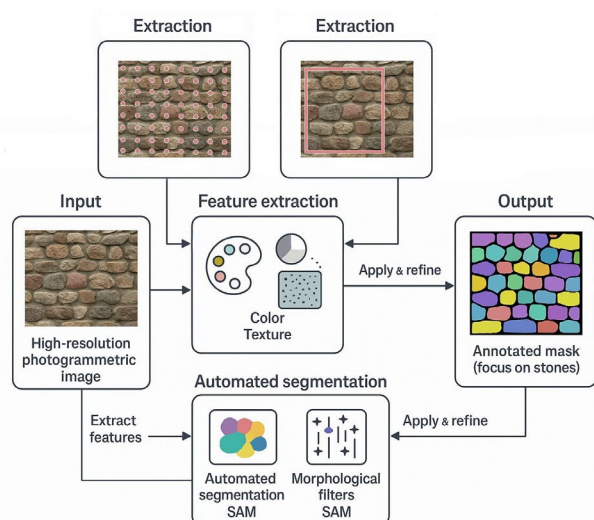 Extraction
Extraction
Input
Feature extraction
Output
Color
Texture
Apply & refine
High-resolution
photogrammetric
image
Annotated mask
(focus on stones)
Automated segmentation
Extract
features
Apply & refine
Automated
segmentation
SAM
Morphological
filters
SAM